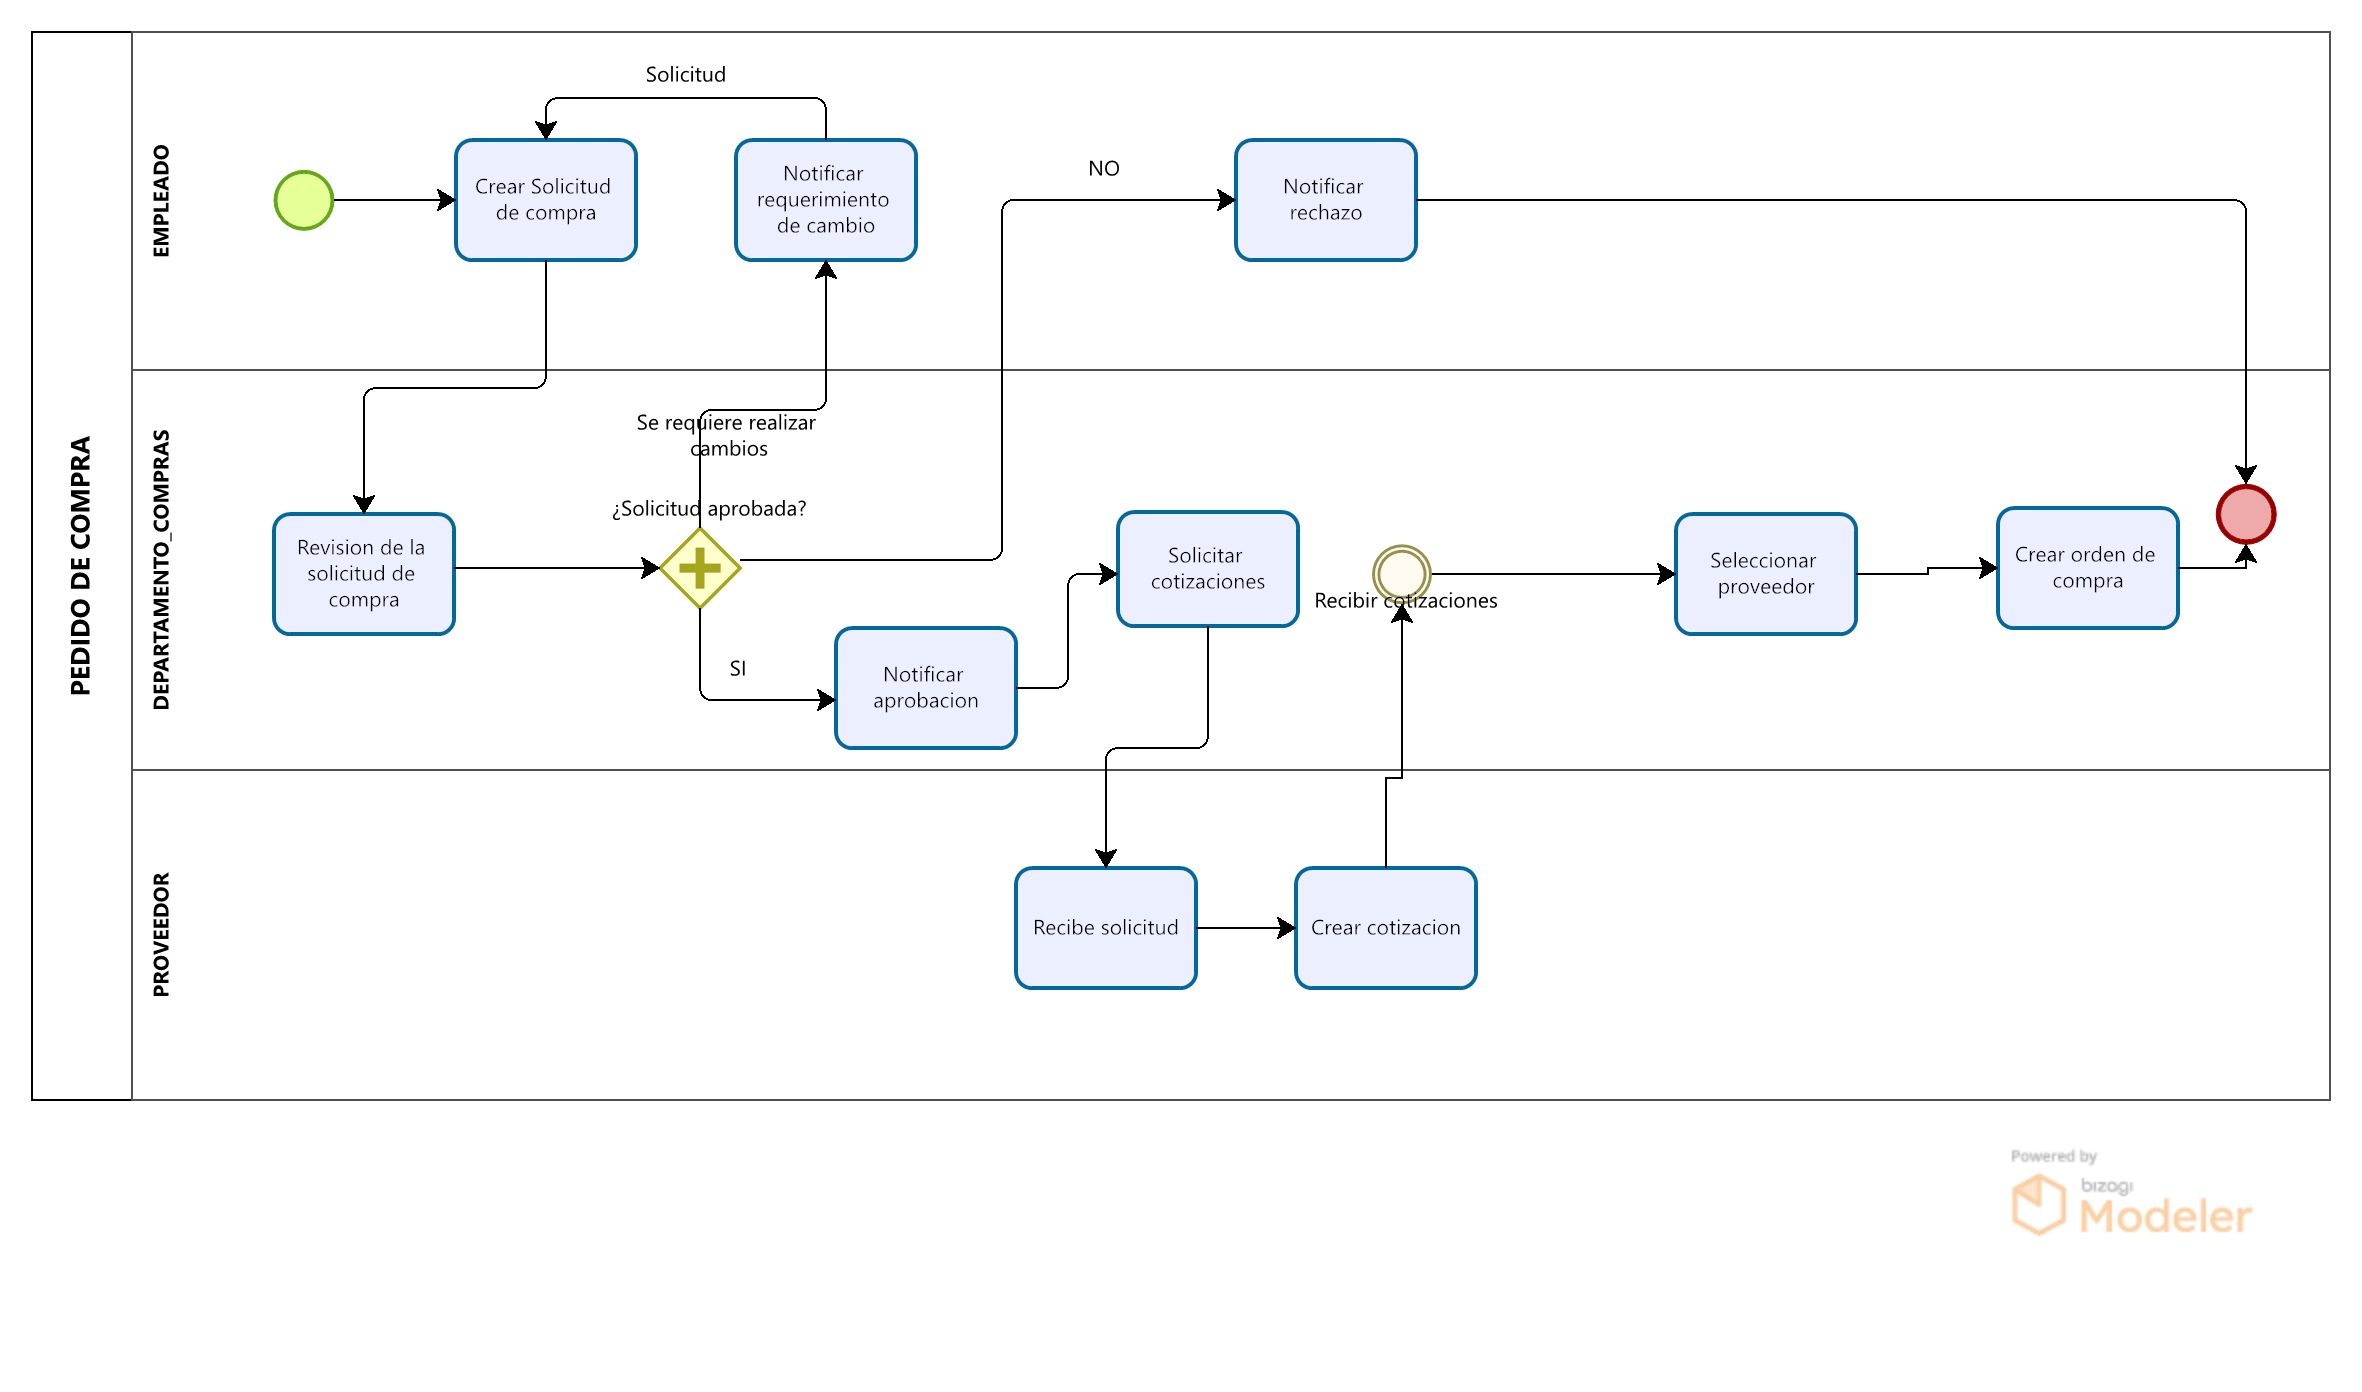 PEDIDO DE COMPRA
EMPLEADO
Solicitud
Crear Solicitud
de compra
Notificar
requerimiento
de cambio
NO
Notificar
rechazo
DEPARTAMENTO_COMPRAS
Se requiere realizar
cambios
¿Solicitud aprobada?
Revision de la
solicitud de
compra
SI
Notificar
aprobacion
Solicitar
cotizaciones
Recibir cotizaciones
Seleccionar
proveedor
Crear orden de
compra
PROVEEDOR
Recibe solicitud
Crear cotizacion
Powered by
bizagi
Modeler